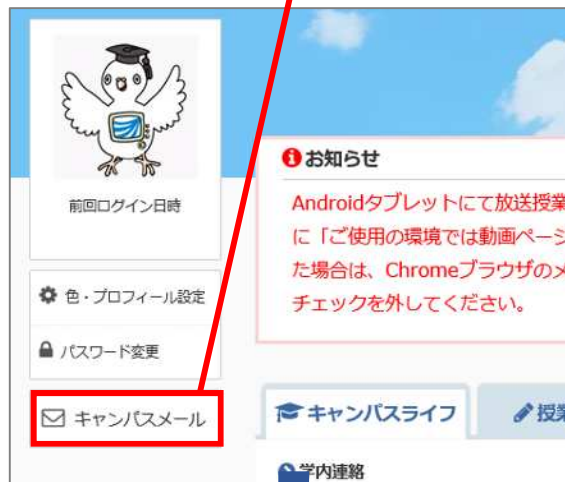 前回ログイン日時
色・プロフィール設定
パスワード変更
キャンパスメール
お知らせ
Androidタブレットにて放送授業
に「ご使用の環境では動画ページ
た場合は、Chromeブラウザのメ
チェックを外してください。
キャンパスライフ
授業
学内連絡